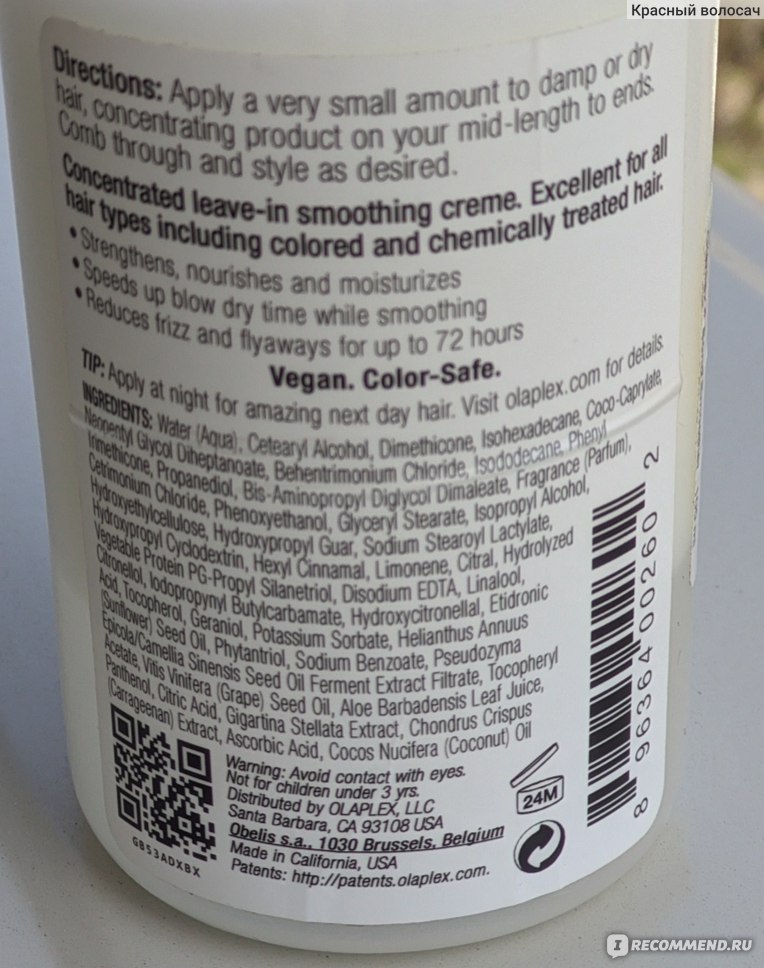 Красный волосач
Directions: Apply a very small amount to damp or dry
hair, concentrating product on your mid-length to ends.
Comb through and style as desired.
Concentrated leave-in smoothing creme. Excellent for all
hair types including colored and chemically treated hair.
• Strengthens, nourishes and moisturizes
• Speeds up blow dry time while smoothing
• Reduces frizz and flyaways for up to 72 hours
Vegan. Color-Safe.
TIP: Apply at night for amazing next day hair. Visit olaplex.com for details.
INGREDIENTS: Water (Aqua), Cetearyl Alcohol, Dimethicone, Isohexadecane, Coco-Caprylate,
Neopentyl Glycol Diheptanoate, Behentrimonium Chloride, Isododecane, Phenyl
Trimethicone, Propanediol, Bis-Aminopropyl Diglycol Dimaleate, Fragrance (Parfum),
Cetrimonium Chloride, Phenoxyethanol, Glyceryl Stearate, Isopropyl Alcohol,
Hydroxyethylcellulose, Hydroxypropyl Guar, Sodium Stearoyl Lactylate,
Hydroxypropyl Cyclodextrin, Hexyl Cinnamal, Limonene, Citral, Hydrolyzed
Vegetable Protein PG-Propyl Silanetriol, Disodium EDTA, Linalool,
Citronellol, Iodopropynyl Butylcarbamate, Hydroxycitronellal, Etidronic
Acid, Tocopherol, Geraniol, Potassium Sorbate, Helianthus Annuus
(Sunflower) Seed Oil, Phytantriol, Sodium Benzoate, Pseudozyma
Epicola/Camellia Sinensis Seed Oil Ferment Extract Filtrate, Tocopheryl
Acetate, Vitis Vinifera (Grape) Seed Oil, Aloe Barbadensis Leaf Juice,
Panthenol, Citric Acid, Gigartina Stellata Extract, Chondrus Crispus
(Carrageenan) Extract, Ascorbic Acid, Cocos Nucifera (Coconut) Oil
Warning: Avoid contact with eyes.
Not for children under 3 yrs.
Distributed by OLAPLEX, LLC
Santa Barbara, CA 93108 USA
Obelis s.a., 1030 Brussels, Belgium
Made in California, USA
Patents: http://patents.olaplex.com.
GB53ADXBX
24M
8 96364 00260 2
IRECOMMEND.RU